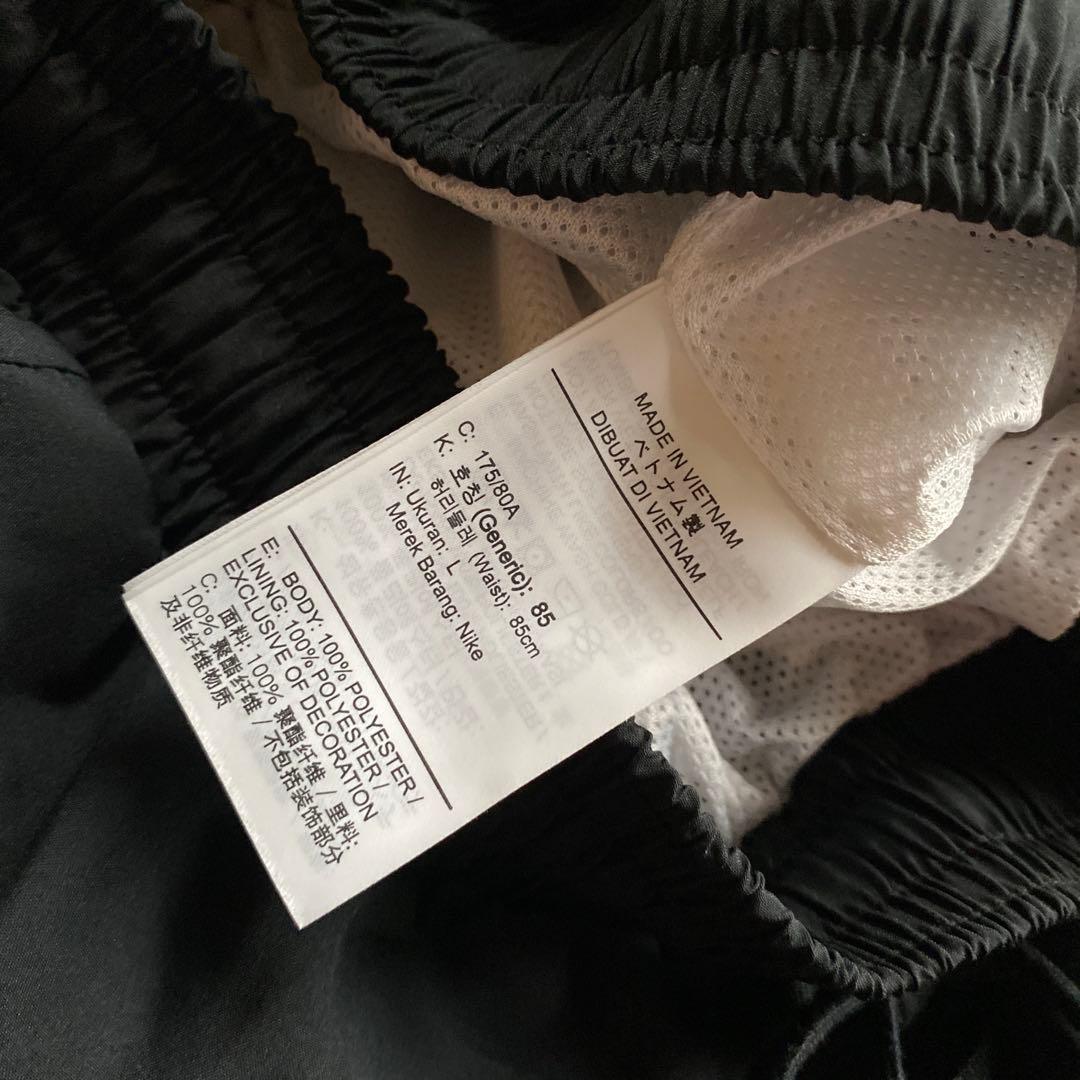 MADE IN VIETNAM
ベトナム製
DIBUAT DI VIETNAM
C: 175/80A
K: 호칭 (Generic): 85
허리둘레 (Waist): 85cm
IN: Ukuran: L
Merek Barang: Nike
E: BODY: 100% POLYESTER /
LINING: 100% POLYESTER /
EXCLUSIVE OF DECORATION
C: 面料: 100% 聚酯纤维 / 里料:
100% 聚酯纤维 / 不包括装饰部分
及非纤维物质